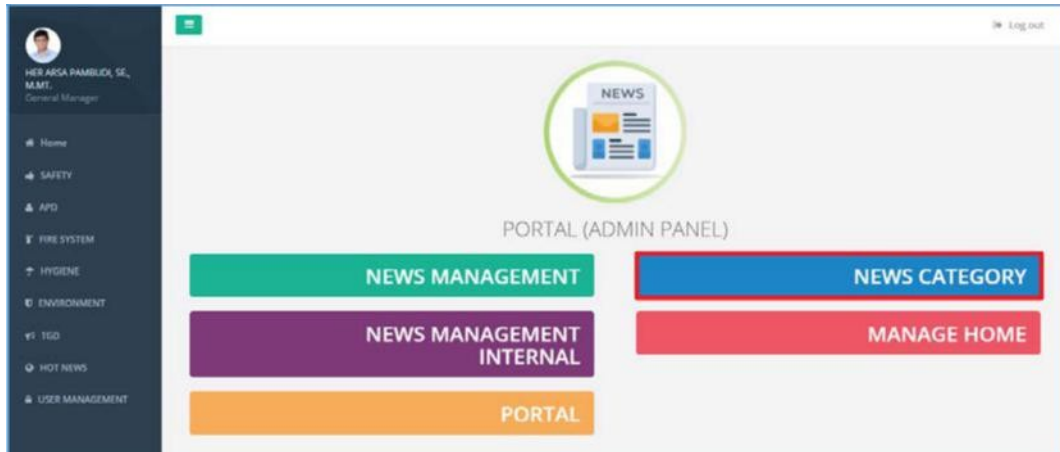 Log out
HER ARSA PAMBUDI, SE.,
M.MT.
General Manager
Home
SAFETY
APD
FIRE SYSTEM
HYGIENE
ENVIRONMENT
TGD
HOT NEWS
USER MANAGEMENT
NEWS
PORTAL (ADMIN PANEL)
NEWS MANAGEMENT
NEWS CATEGORY
NEWS MANAGEMENT
INTERNAL
MANAGE HOME
PORTAL